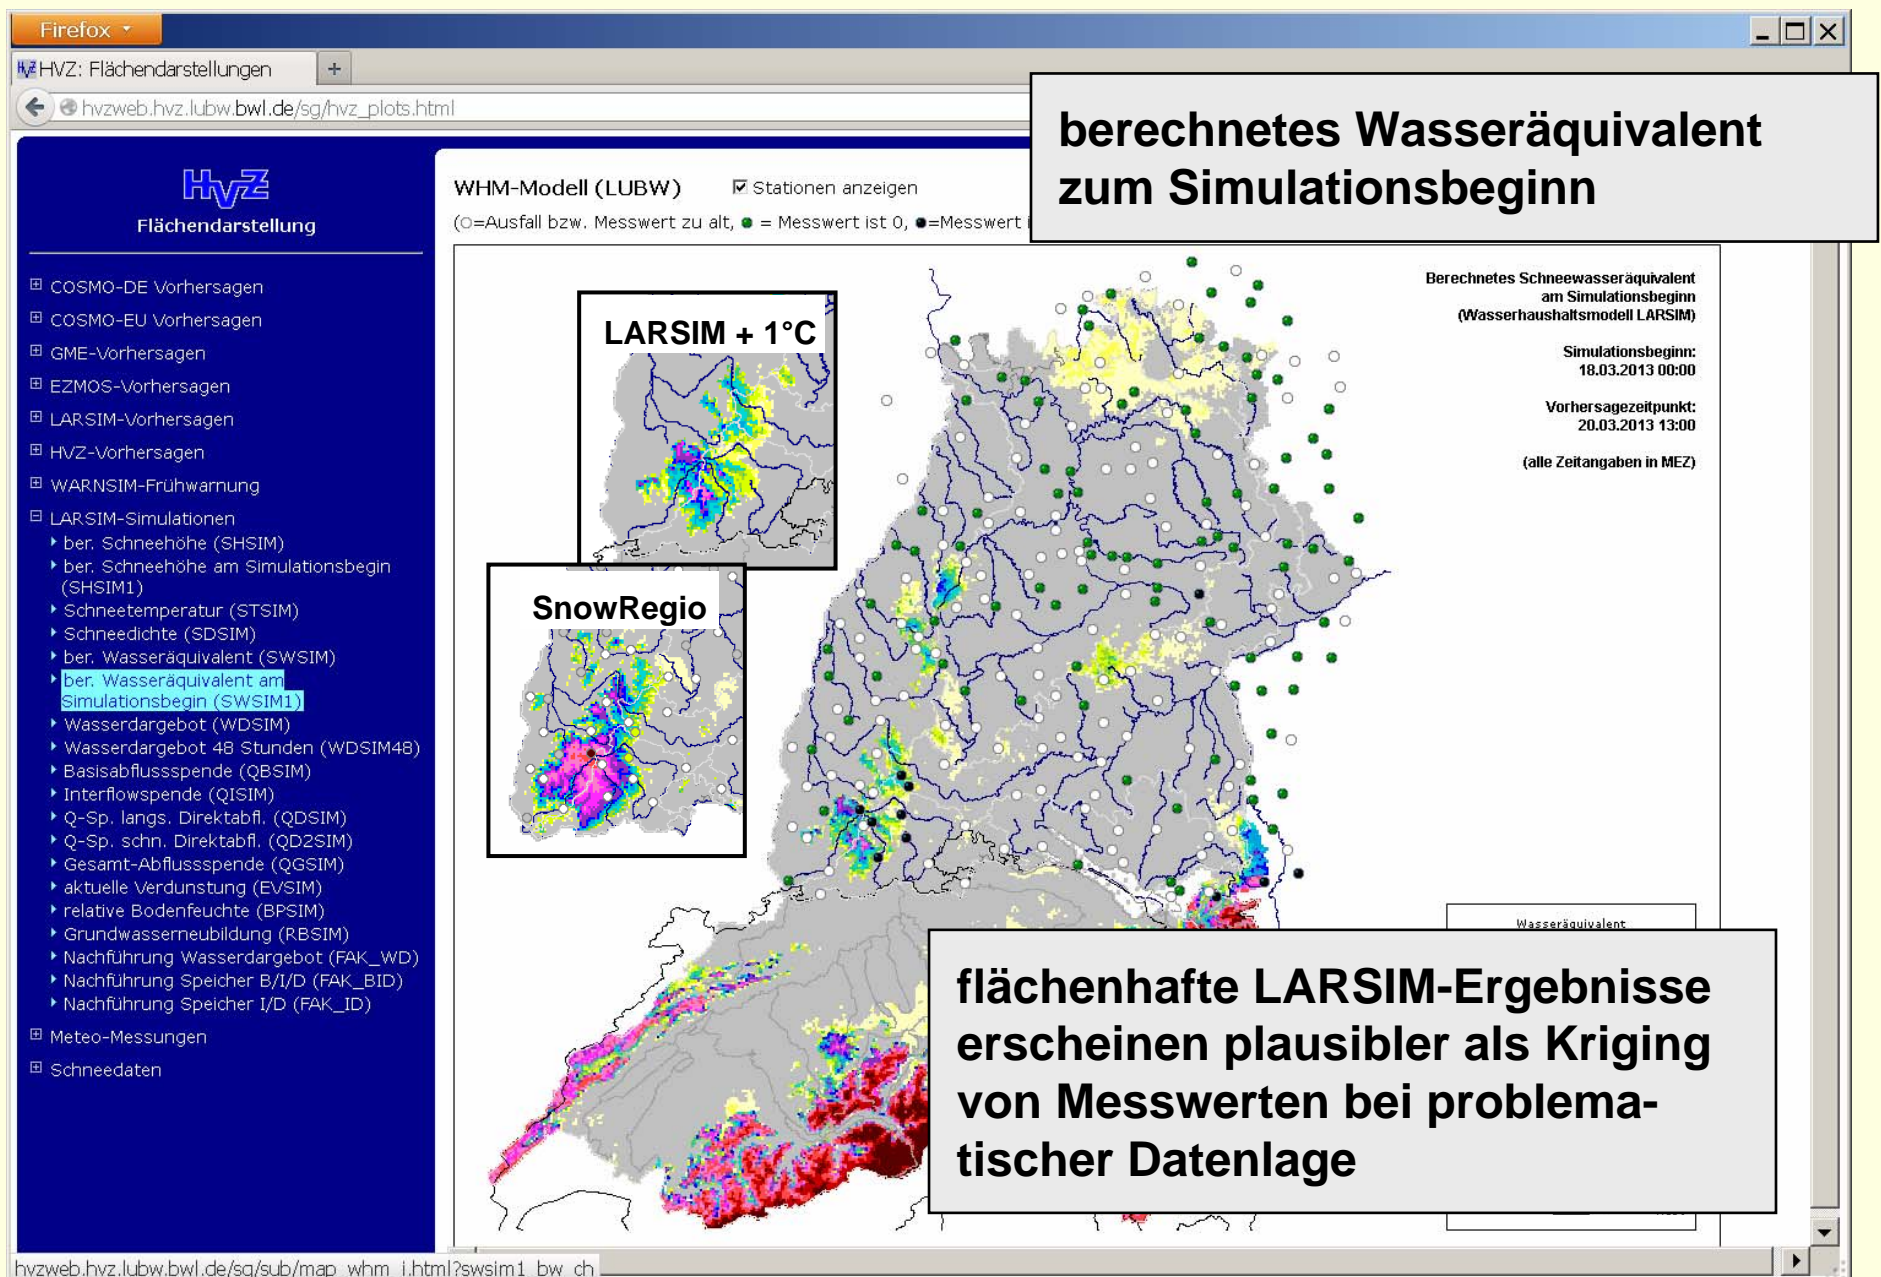 Firefox
HVZ: Flächendarstellungen
+
hvzweb.hvz.lubw.bwl.de/sg/hvz_plots.html
berechnetes Wasseräquivalent
zum Simulationsbeginn
HVZ
Flächendarstellung
COSMO-DE Vorhersagen
COSMO-EU Vorhersagen
GME-Vorhersagen
EZMOS-Vorhersagen
LARSIM-Vorhersagen
HVZ-Vorhersagen
WARNSIM-Frühwarnung
LARSIM-Simulationen
ber. Schneehöhe (SHSIM)
ber. Schneehöhe am Simulationsbegin
(SHSIM1)
Schneetemperatur (STSIM)
Schneedichte (SDSIM)
ber. Wasseräquivalent (SWSIM)
ber. Wasseräquivalent am
Simulationsbegin (SWSIM1)
Wasserdargebot (WDSIM)
Wasserdargebot 48 Stunden (WDSIM48)
Basisabflussspende (QBSIM)
Interflowspende (QISIM)
Q-Sp. langs. Direktabfl. (QDSIM)
Q-Sp. schn. Direktabfl. (QD2SIM)
Gesamt-Abflussspende (QGSIM)
aktuelle Verdunstung (EVSIM)
relative Bodenfeuchte (BPSIM)
Grundwasserneubildung (RBSIM)
Nachführung Wasserdargebot (FAK_WD)
Nachführung Speicher B/I/D (FAK_BID)
Nachführung Speicher I/D (FAK_ID)
Meteo-Messungen
Schneedaten
WHM-Modell (LUBW) Stationen anzeigen
(○=Ausfall bzw. Messwert zu alt, ● = Messwert ist 0, ●=Messwert
LARSIM + 1°C
SnowRegio
Berechnetes Schneewasseräquivalent
am Simulationsbeginn
(Wasserhaushaltsmodell LARSIM)
Simulationsbeginn:
18.03.2013 00:00
Vorhersagezeitpunkt:
20.03.2013 13:00
(alle Zeitangaben in MEZ)
Wasseräquivalent
flächenhafte LARSIM-Ergebnisse
erscheinen plausibler als Kriging
von Messwerten bei problema-
tischer Datenlage
hvzweb.hvz.lubw.bwl.de/sg/sub/map_whm_i.html?swsim1_bw_ch